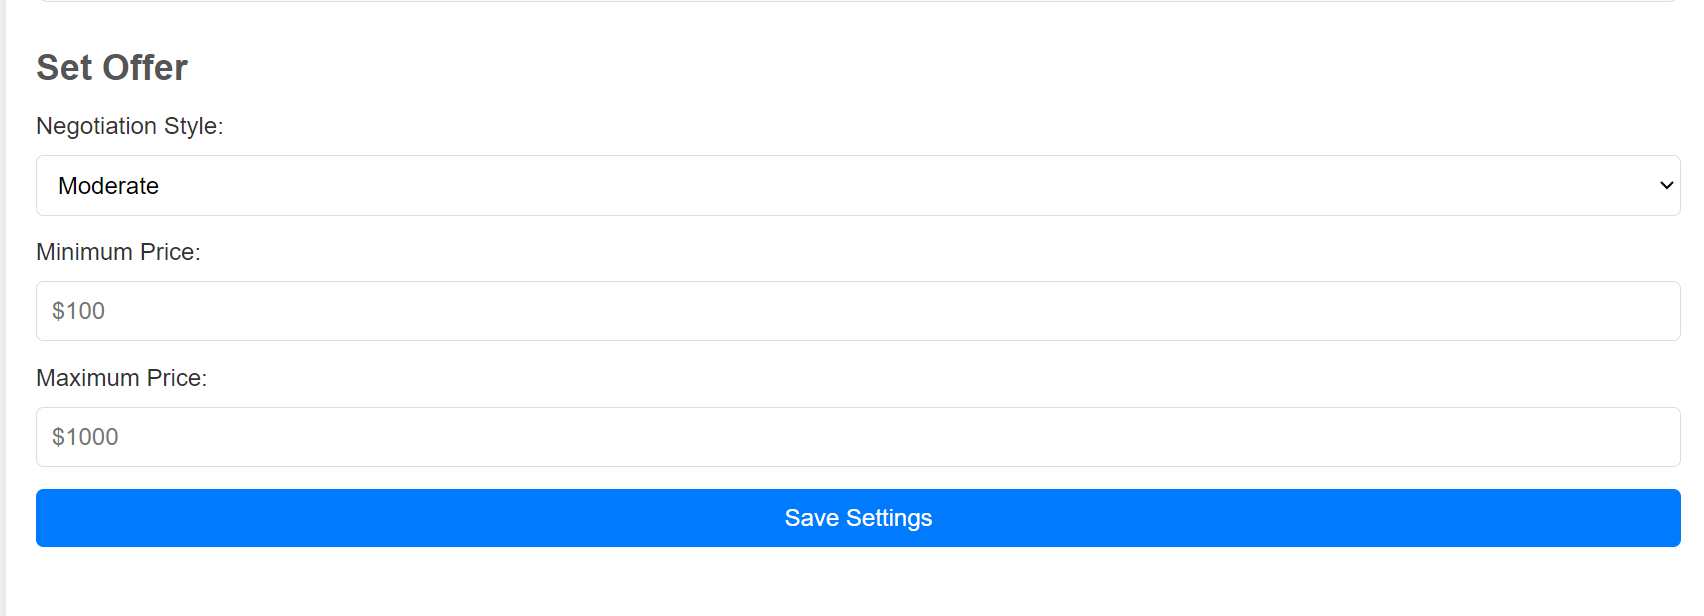 Set Offer
Negotiation Style:
Moderate
Minimum Price:
$100
Maximum Price:
$1000
Save Settings